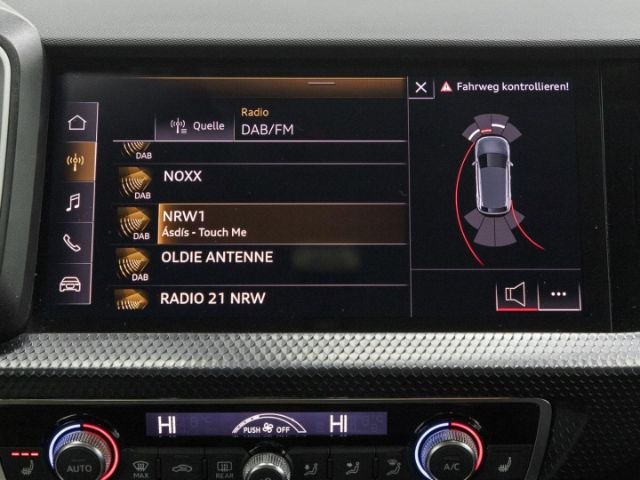 Radio
Quelle DAB/FM
Fahrweg kontrollieren!
DAB
NOXX
DAB
NRW1
Ásdís - Touch Me
DAB
OLDIE ANTENNE
DAB
RADIO 21 NRW
HI
PUSH OFF
HI
AUTO
MAX
REAR
A/C